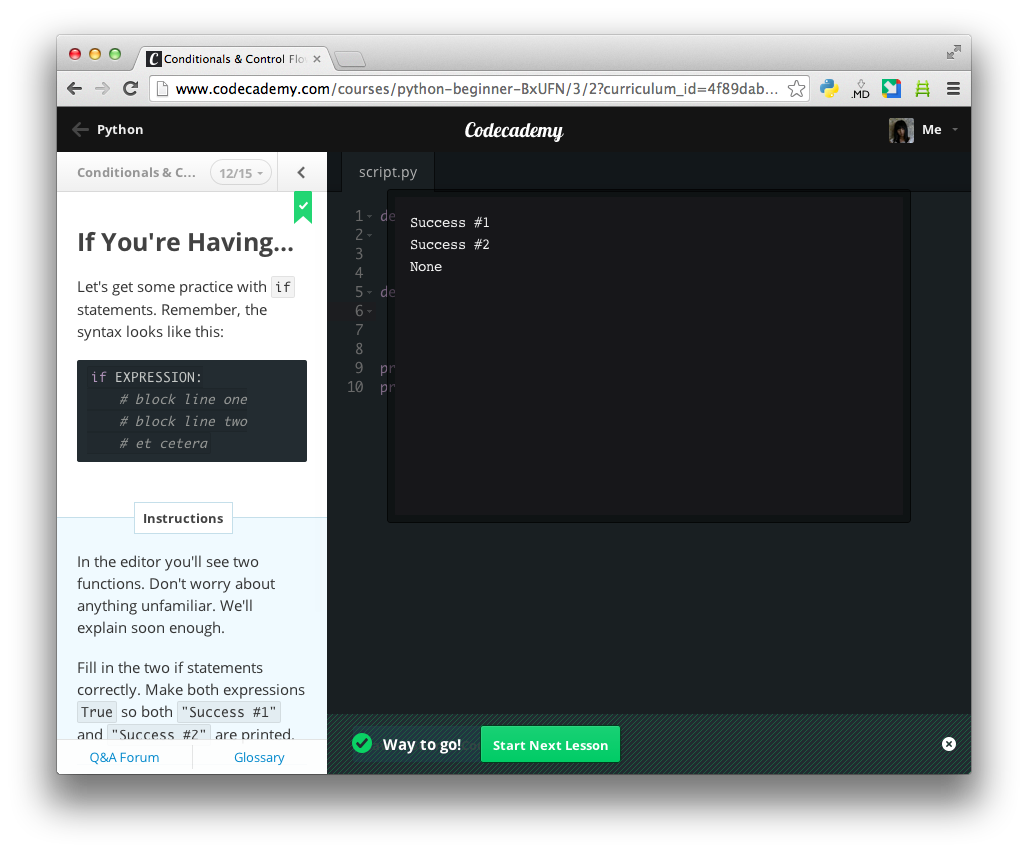 Conditionals & Control Flo
www.codecademy.com/courses/python-beginner-BxUFN/3/2?curriculum_id=4f89dab...
.MD
Python
Codecademy
Me
Conditionals & C...
12/15
script.py
If You're Having...
Let's get some practice with if
statements. Remember, the
syntax looks like this:
if EXPRESSION:
# block line one
# block line two
# et cetera
Instructions
In the editor you'll see two
functions. Don't worry about
anything unfamiliar. We'll
explain soon enough.
Fill in the two if statements
correctly. Make both expressions
True so both "Success #1"
and "Success #2" are printed.
Q&A Forum
Glossary
1 de
2
3
4
5 de
6
7
8
9 pr
10 pr
Success #1
Success #2
None
Way to go!
Start Next Lesson